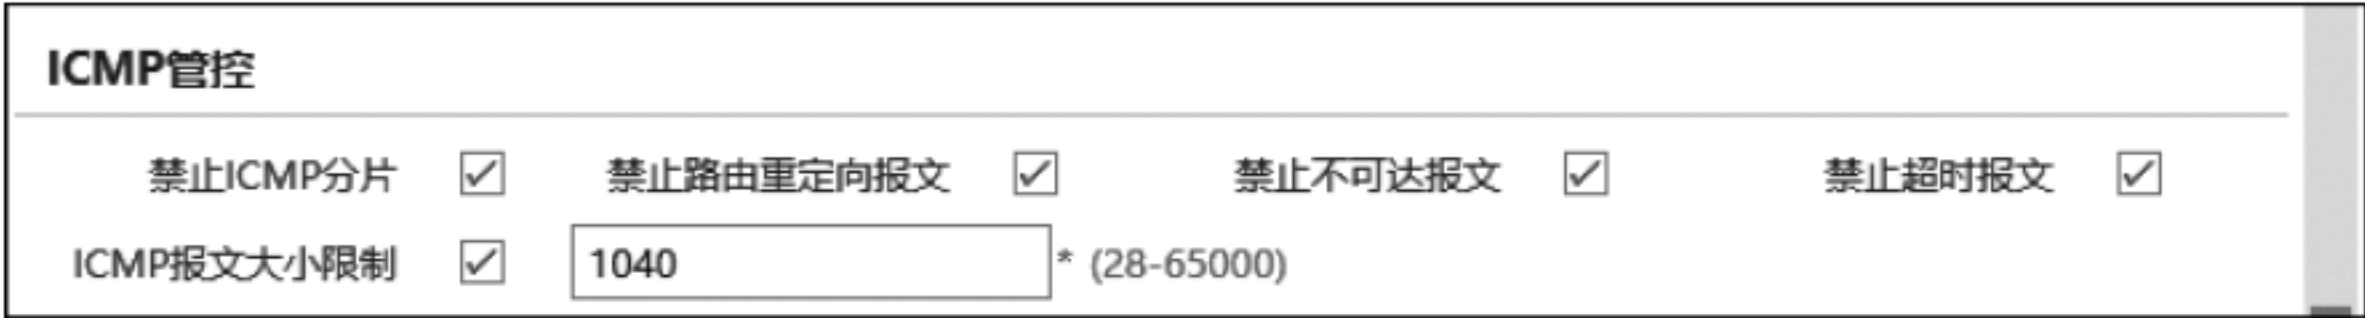 ICMP管控
禁止ICMP分片 禁止路由重定向报文 禁止不可达报文 禁止超时报文
ICMP报文大小限制 1040 * (28-65000)